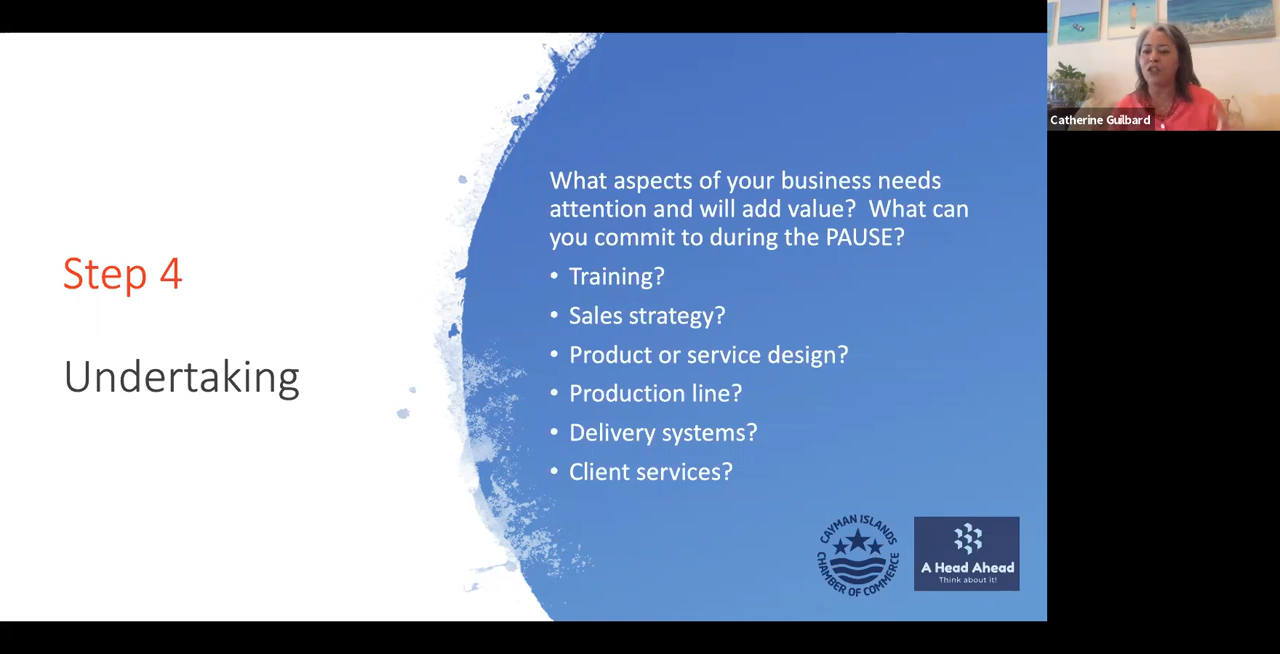 Catherine Guilbard
Step 4
Undertaking
What aspects of your business needs
attention and will add value?  What can
you commit to during the PAUSE?
• Training?
• Sales strategy?
• Product or service design?
• Production line?
• Delivery systems?
• Client services?
CAYMAN ISLANDS
CHAMBER OF COMMERCE
A Head Ahead
Think about it!